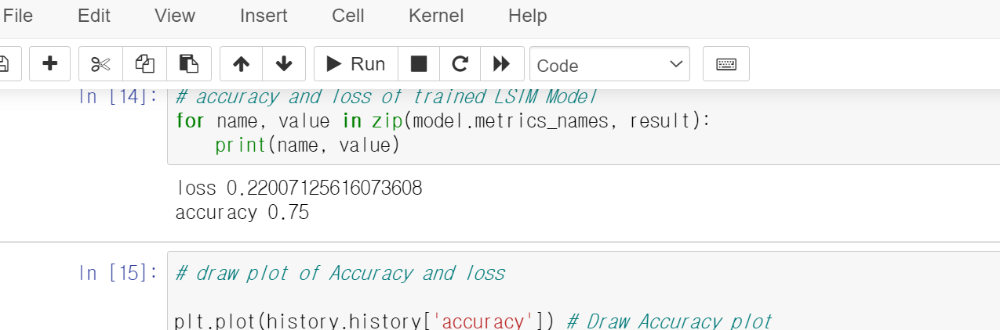 File Edit View Insert Cell Kernel Help
Run Code
In [14]: # accuracy and loss of trained LSTM Model
for name, value in zip(model.metrics_names, result):
    print(name, value)
loss 0.22007125616073608
accuracy 0.75
In [15]: # draw plot of Accuracy and loss
plt.plot(history.history['accuracy']) # Draw Accuracy plot